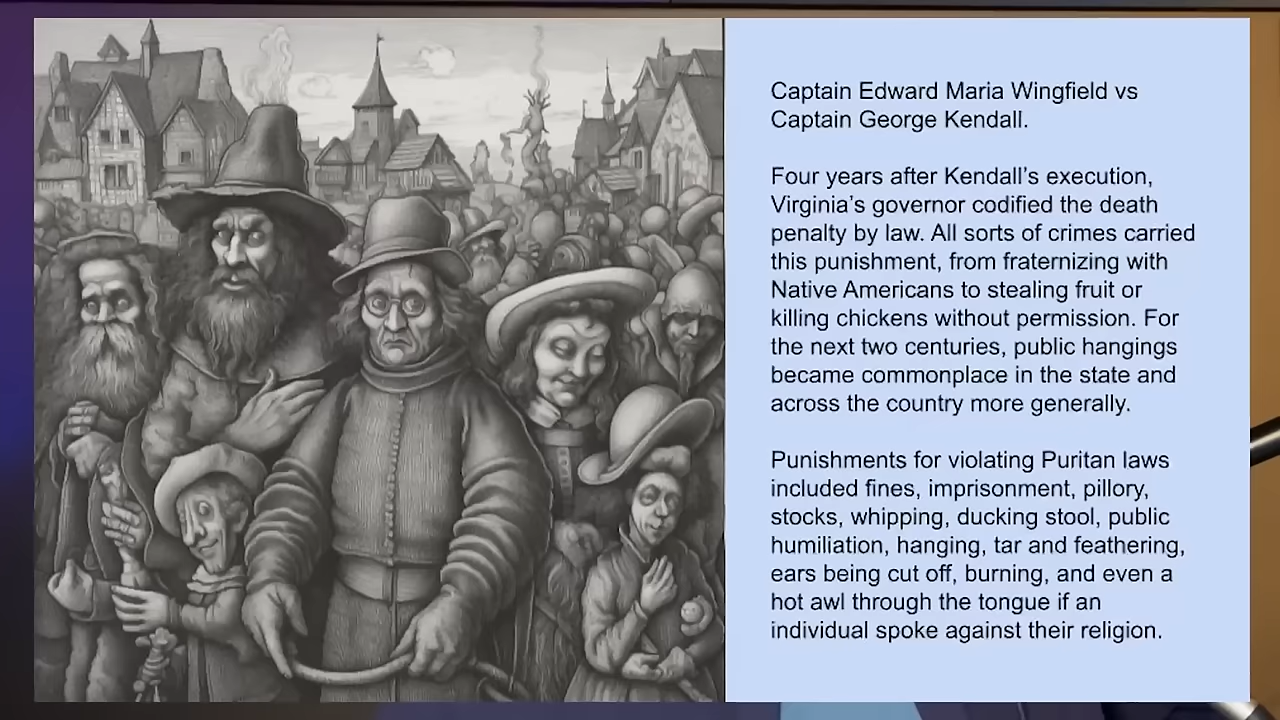 Captain Edward Maria Wingfield vs
Captain George Kendall.
Four years after Kendall's execution,
Virginia's governor codified the death
penalty by law. All sorts of crimes carried
this punishment, from fraternizing with
Native Americans to stealing fruit or
killing chickens without permission. For
the next two centuries, public hangings
became commonplace in the state and
across the country more generally.
Punishments for violating Puritan laws
included fines, imprisonment, pillory,
stocks, whipping, ducking stool, public
humiliation, hanging, tar and feathering,
ears being cut off, burning, and even a
hot awl through the tongue if an
individual spoke against their religion.